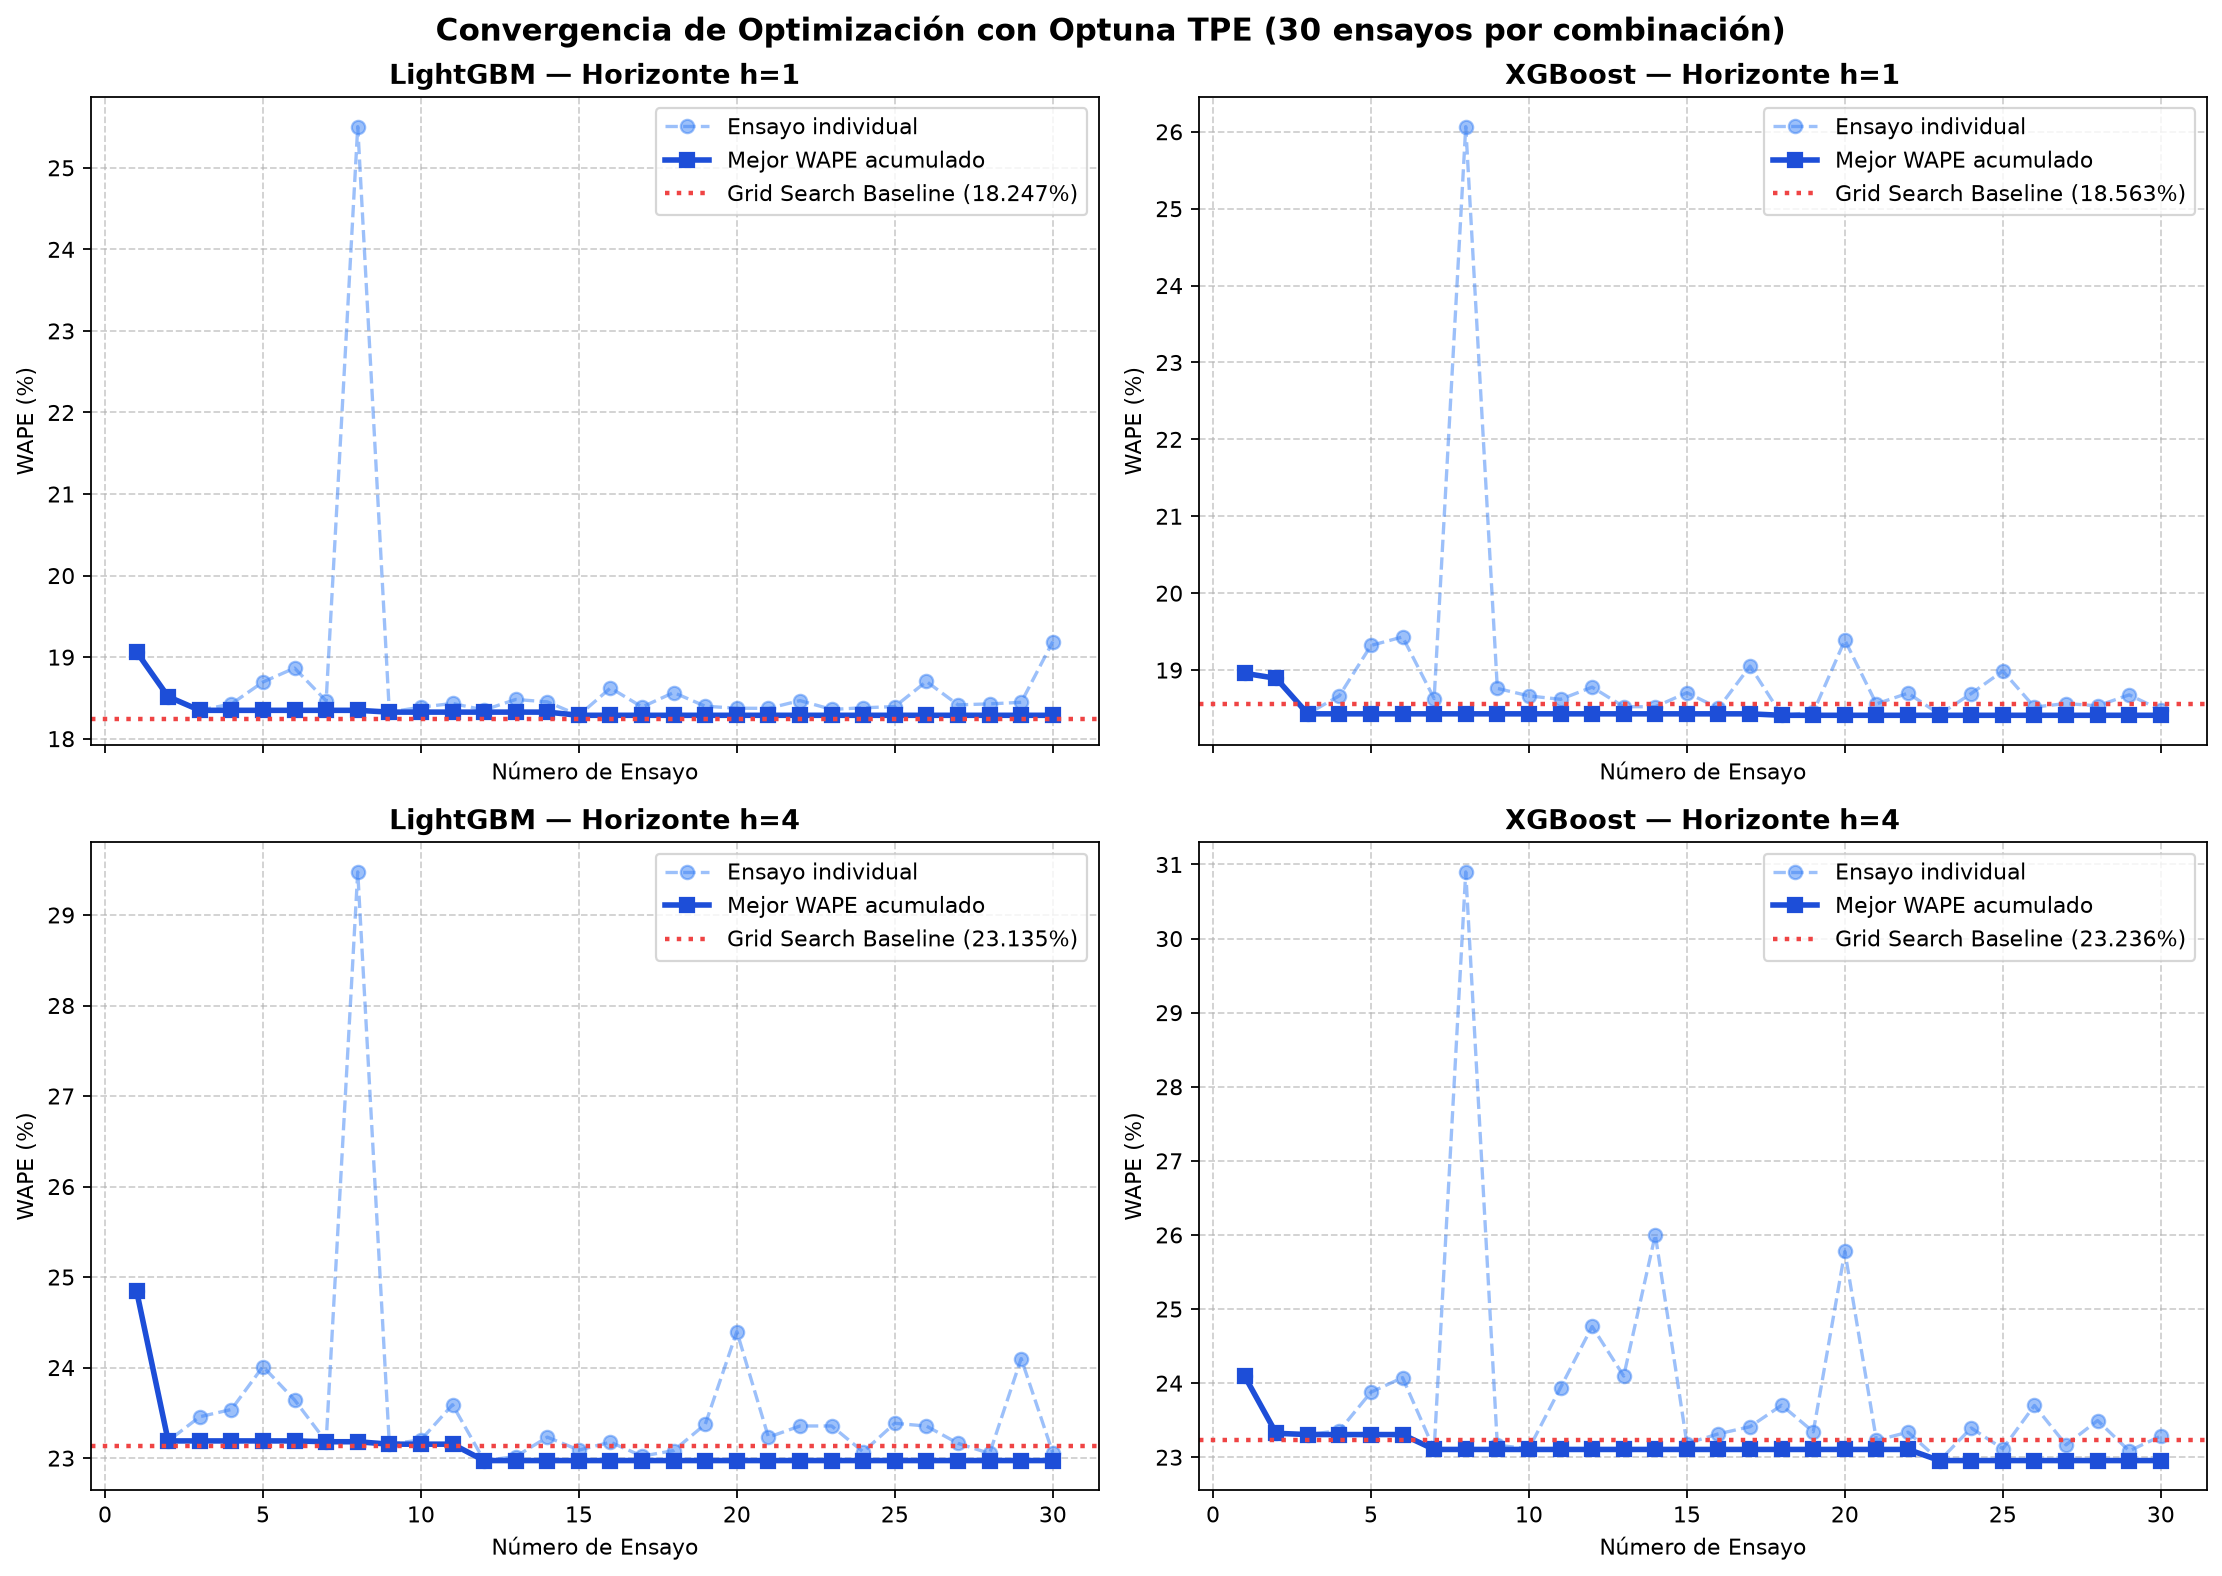 Convergencia de Optimización con Optuna TPE (30 ensayos por combinación)
LightGBM — Horizonte h=1
Ensayo individual
Mejor WAPE acumulado
Grid Search Baseline (18.247%)
25
24
23
22
21
20
19
18
WAPE (%)
Número de Ensayo
XGBoost — Horizonte h=1
Ensayo individual
Mejor WAPE acumulado
Grid Search Baseline (18.563%)
26
25
24
23
22
21
20
19
WAPE (%)
Número de Ensayo
LightGBM — Horizonte h=4
Ensayo individual
Mejor WAPE acumulado
Grid Search Baseline (23.135%)
29
28
27
26
25
24
23
WAPE (%)
0 5 10 15 20 25 30
Número de Ensayo
XGBoost — Horizonte h=4
Ensayo individual
Mejor WAPE acumulado
Grid Search Baseline (23.236%)
31
30
29
28
27
26
25
24
23
WAPE (%)
0 5 10 15 20 25 30
Número de Ensayo